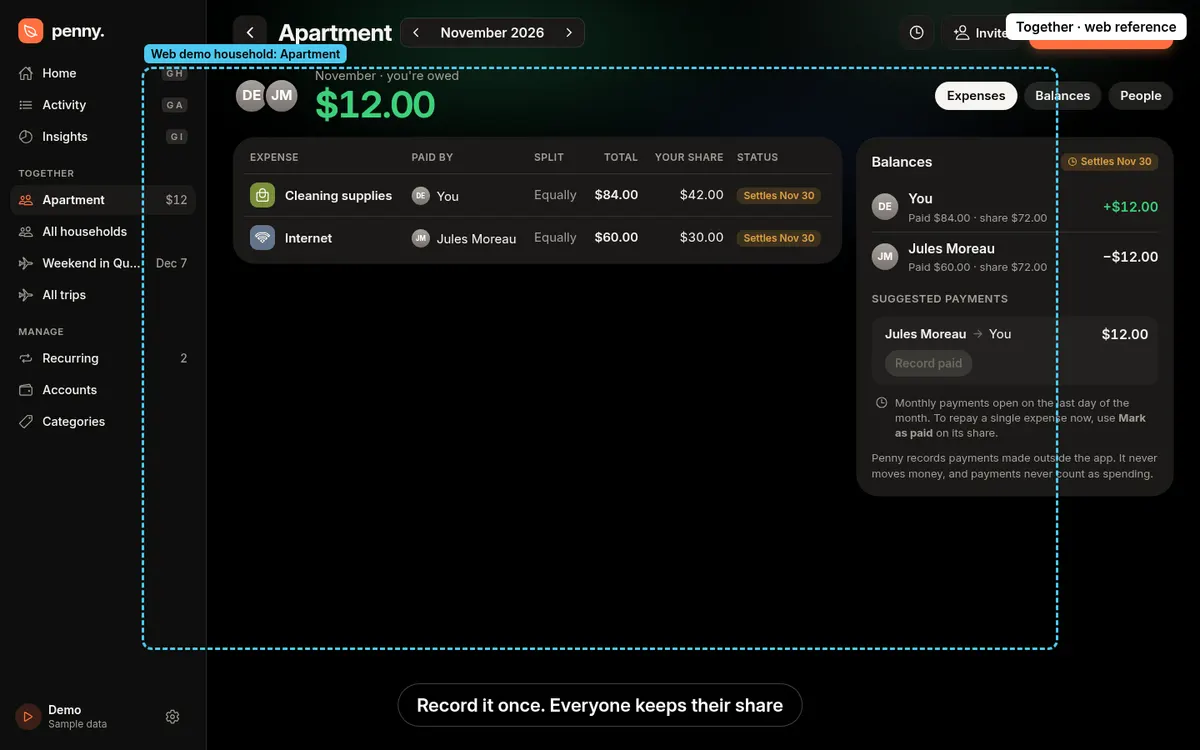 penny.
Home G H
Activity G A
Insights G I
TOGETHER
Apartment $12
All households
Weekend in Qu... Dec 7
All trips
MANAGE
Recurring 2
Accounts
Categories
Demo
Sample data
Apartment
November 2026
Invite
Together · web reference
Web demo household: Apartment
DE JM
November · you're owed
$12.00
Expenses Balances People
EXPENSE PAID BY SPLIT TOTAL YOUR SHARE STATUS
Cleaning supplies DE You Equally $84.00 $42.00 Settles Nov 30
Internet JM Jules Moreau Equally $60.00 $30.00 Settles Nov 30
Balances Settles Nov 30
DE You +$12.00
Paid $84.00 · share $72.00
JM Jules Moreau −$12.00
Paid $60.00 · share $72.00
SUGGESTED PAYMENTS
Jules Moreau → You $12.00
Record paid
Monthly payments open on the last day of the
month. To repay a single expense now, use Mark
as paid on its share.
Penny records payments made outside the app. It never
moves money, and payments never count as spending.
Record it once. Everyone keeps their share